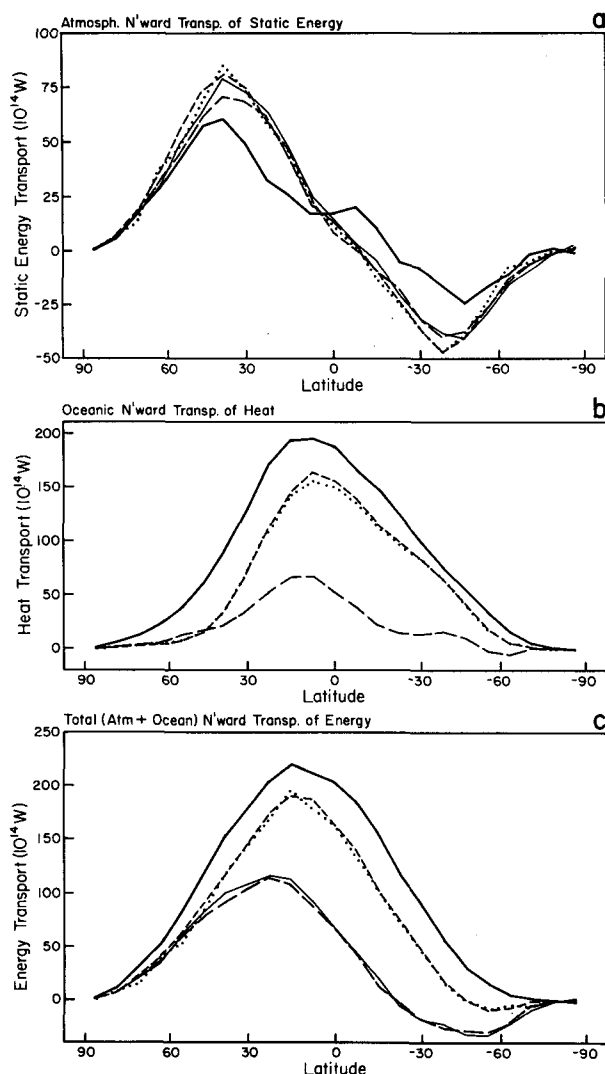 Atmosph. N'ward Transp. of Static Energy
a
100
75
50
25
0
-25
-50
Static Energy Transport (10¹⁴W)
90 60 30 0 -30 -60 -90
Latitude
Oceanic N'ward Transp. of Heat
b
200
150
100
50
0
Heat Transport (10¹⁴W)
90 60 30 0 -30 -60 -90
Latitude
Total (Atm + Ocean) N'ward Transp. of Energy
c
250
200
150
100
50
0
Energy Transport (10¹⁴W)
90 60 30 0 -30 -60 -90
Latitude